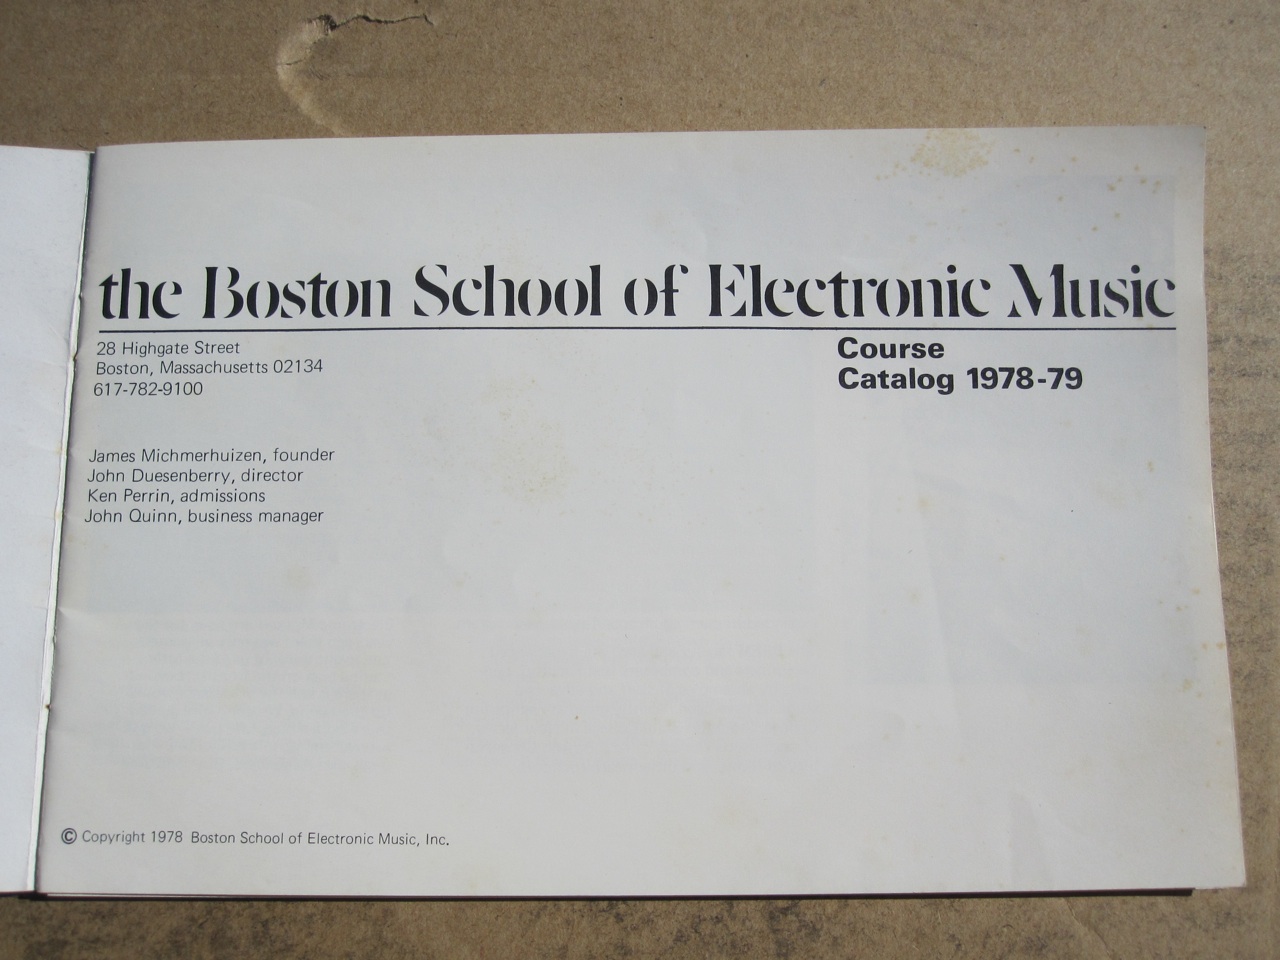 the Boston School of Electronic Music
28 Highgate Street
Boston, Massachusetts 02134
617-782-9100
Course
Catalog 1978-79
James Michmerhuizen, founder
John Duesenberry, director
Ken Perrin, admissions
John Quinn, business manager
© Copyright 1978 Boston School of Electronic Music, Inc.